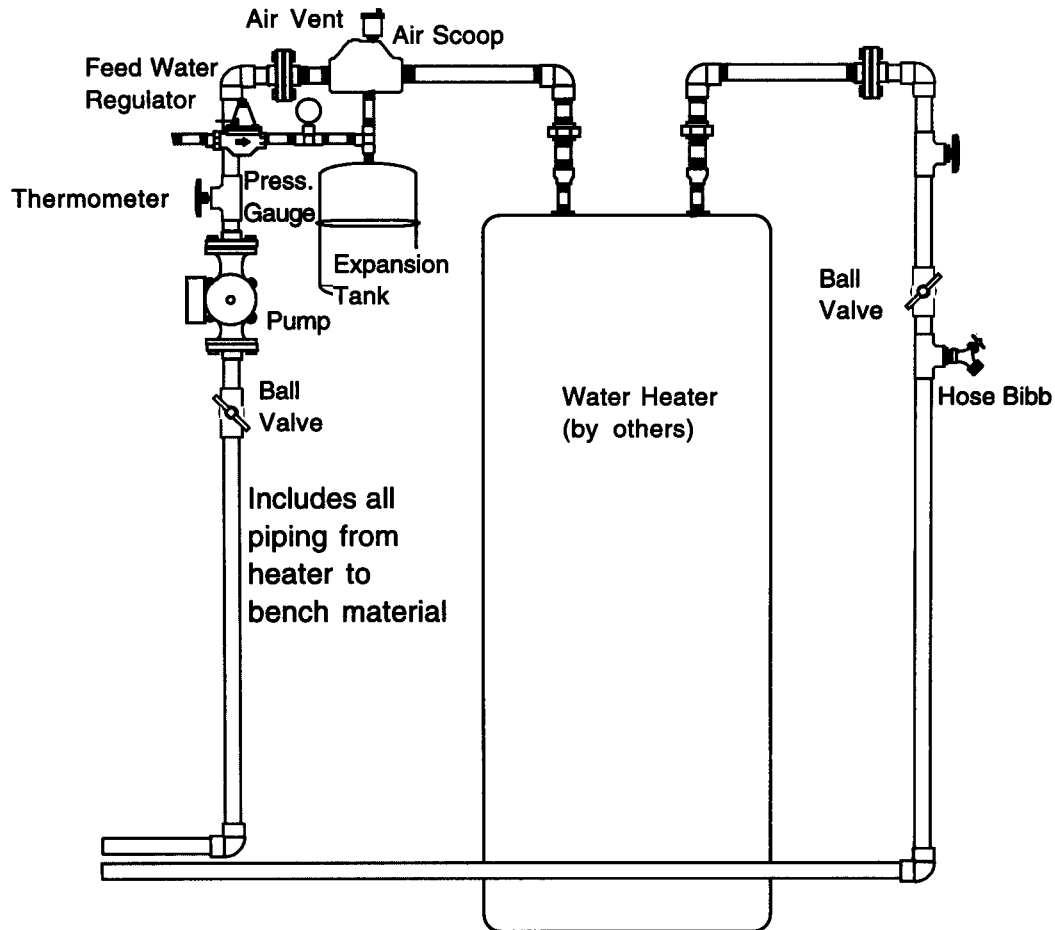 Air Vent
Air Scoop
Feed Water
Regulator
Thermometer
Press.
Gauge
Expansion
Tank
Pump
Ball
Valve
Ball
Valve
Hose Bibb
Water Heater
(by others)
Includes all
piping from
heater to
bench material